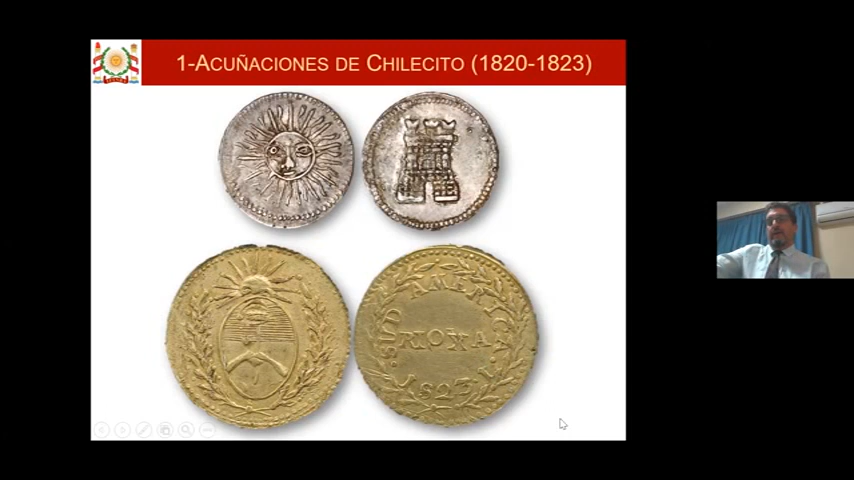 1-ACUÑACIONES DE CHILECITO (1820-1823)
SUD AMERICA
RIOXA
1823